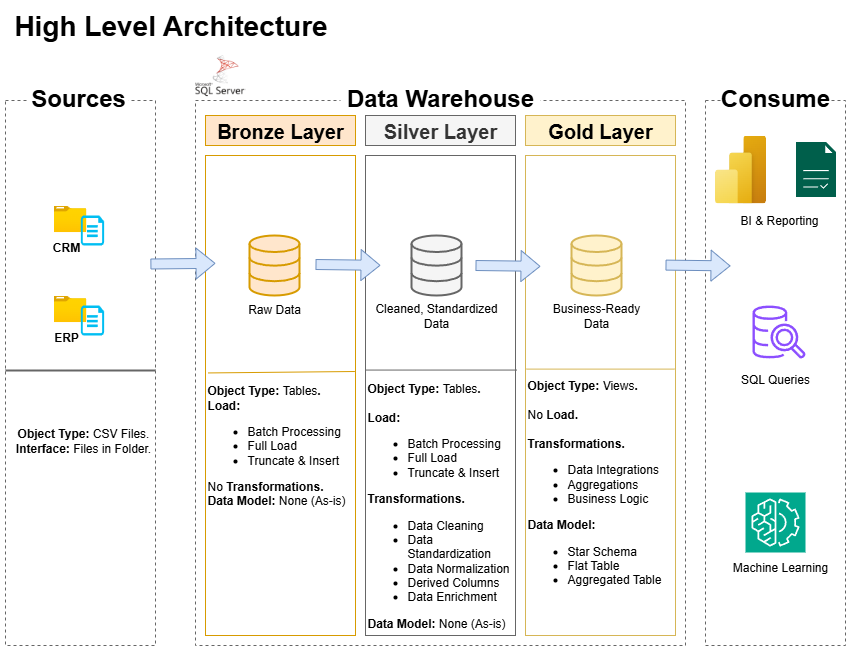 High Level Architecture
Microsoft
SQL Server
Sources
CRM
ERP
Object Type: CSV Files.
Interface: Files in Folder.
Data Warehouse
Bronze Layer
Raw Data
Object Type: Tables.
Load:
• Batch Processing
• Full Load
• Truncate & Insert
No Transformations.
Data Model: None (As-is)
Silver Layer
Cleaned, Standardized
Data
Object Type: Tables.
Load:
• Batch Processing
• Full Load
• Truncate & Insert
Transformations.
• Data Cleaning
• Data
Standardization
• Data Normalization
• Derived Columns
• Data Enrichment
Data Model: None (As-is)
Gold Layer
Business-Ready
Data
Object Type: Views.
No Load.
Transformations.
• Data Integrations
• Aggregations
• Business Logic
Data Model:
• Star Schema
• Flat Table
• Aggregated Table
Consume
BI & Reporting
SQL Queries
Machine Learning